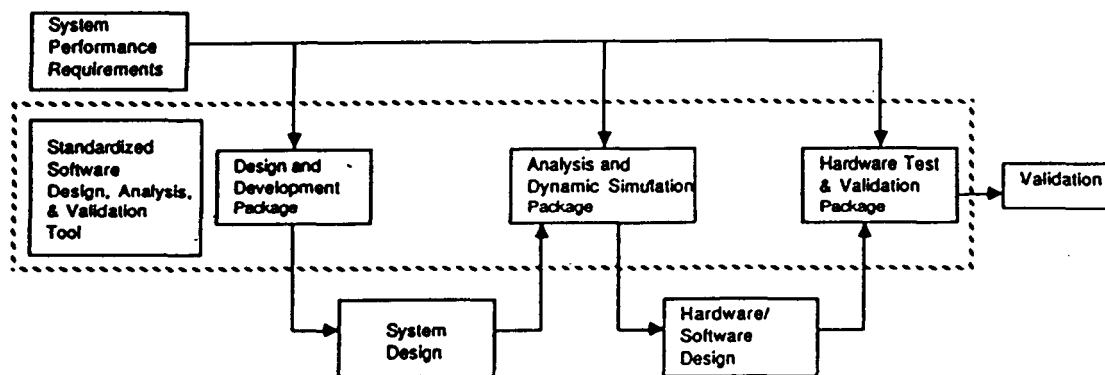 System
Performance
Requirements
Standardized
Software
Design, Analysis,
& Validation
Tool
Design and
Development
Package
Analysis and
Dynamic Simulation
Package
Hardware Test
& Validation
Package
Validation
System
Design
Hardware/
Software
Design